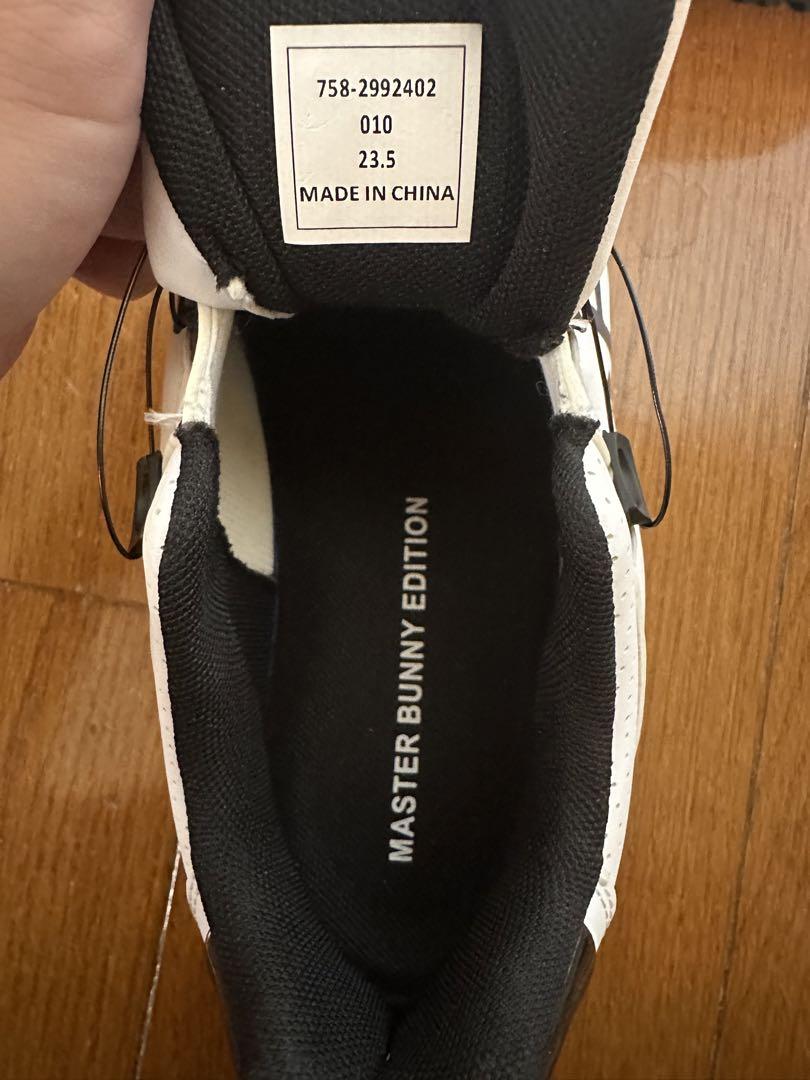 758-2992402
010
23.5
MADE IN CHINA
MASTER BUNNY EDITION